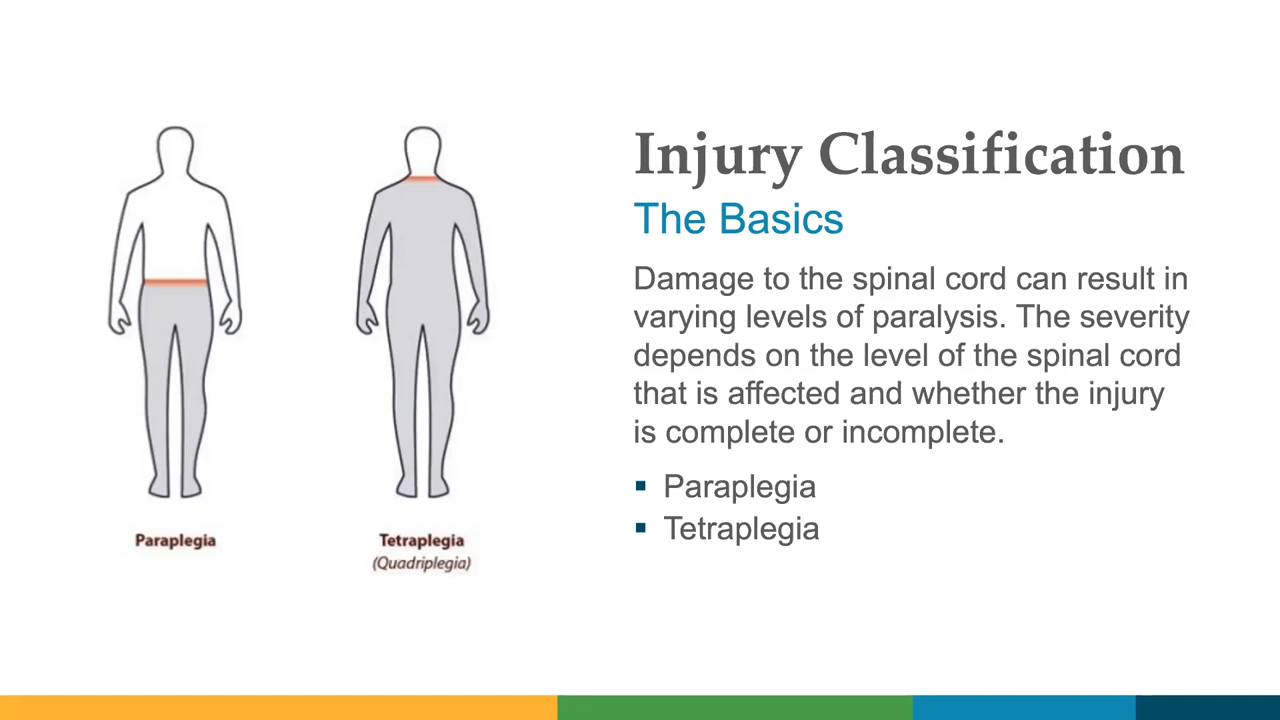 Injury Classification
The Basics
Damage to the spinal cord can result in
varying levels of paralysis. The severity
depends on the level of the spinal cord
that is affected and whether the injury
is complete or incomplete.
▪ Paraplegia
▪ Tetraplegia
Paraplegia
Tetraplegia
(Quadriplegia)